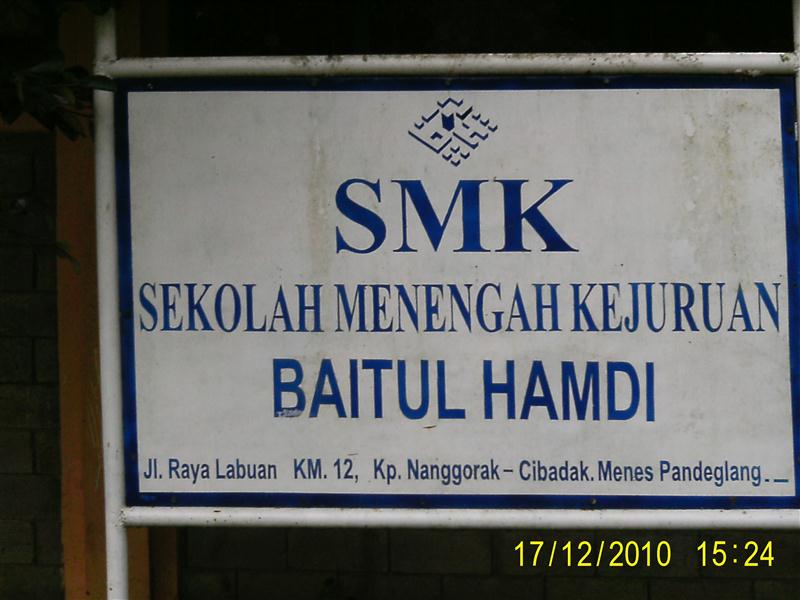 SMK
SEKOLAH MENENGAH KEJURUAN
BAITUL HAMDI
Jl. Raya Labuan KM. 12, Kp. Nanggorak – Cibadak. Menes Pandeglang
17/12/2010 15:24